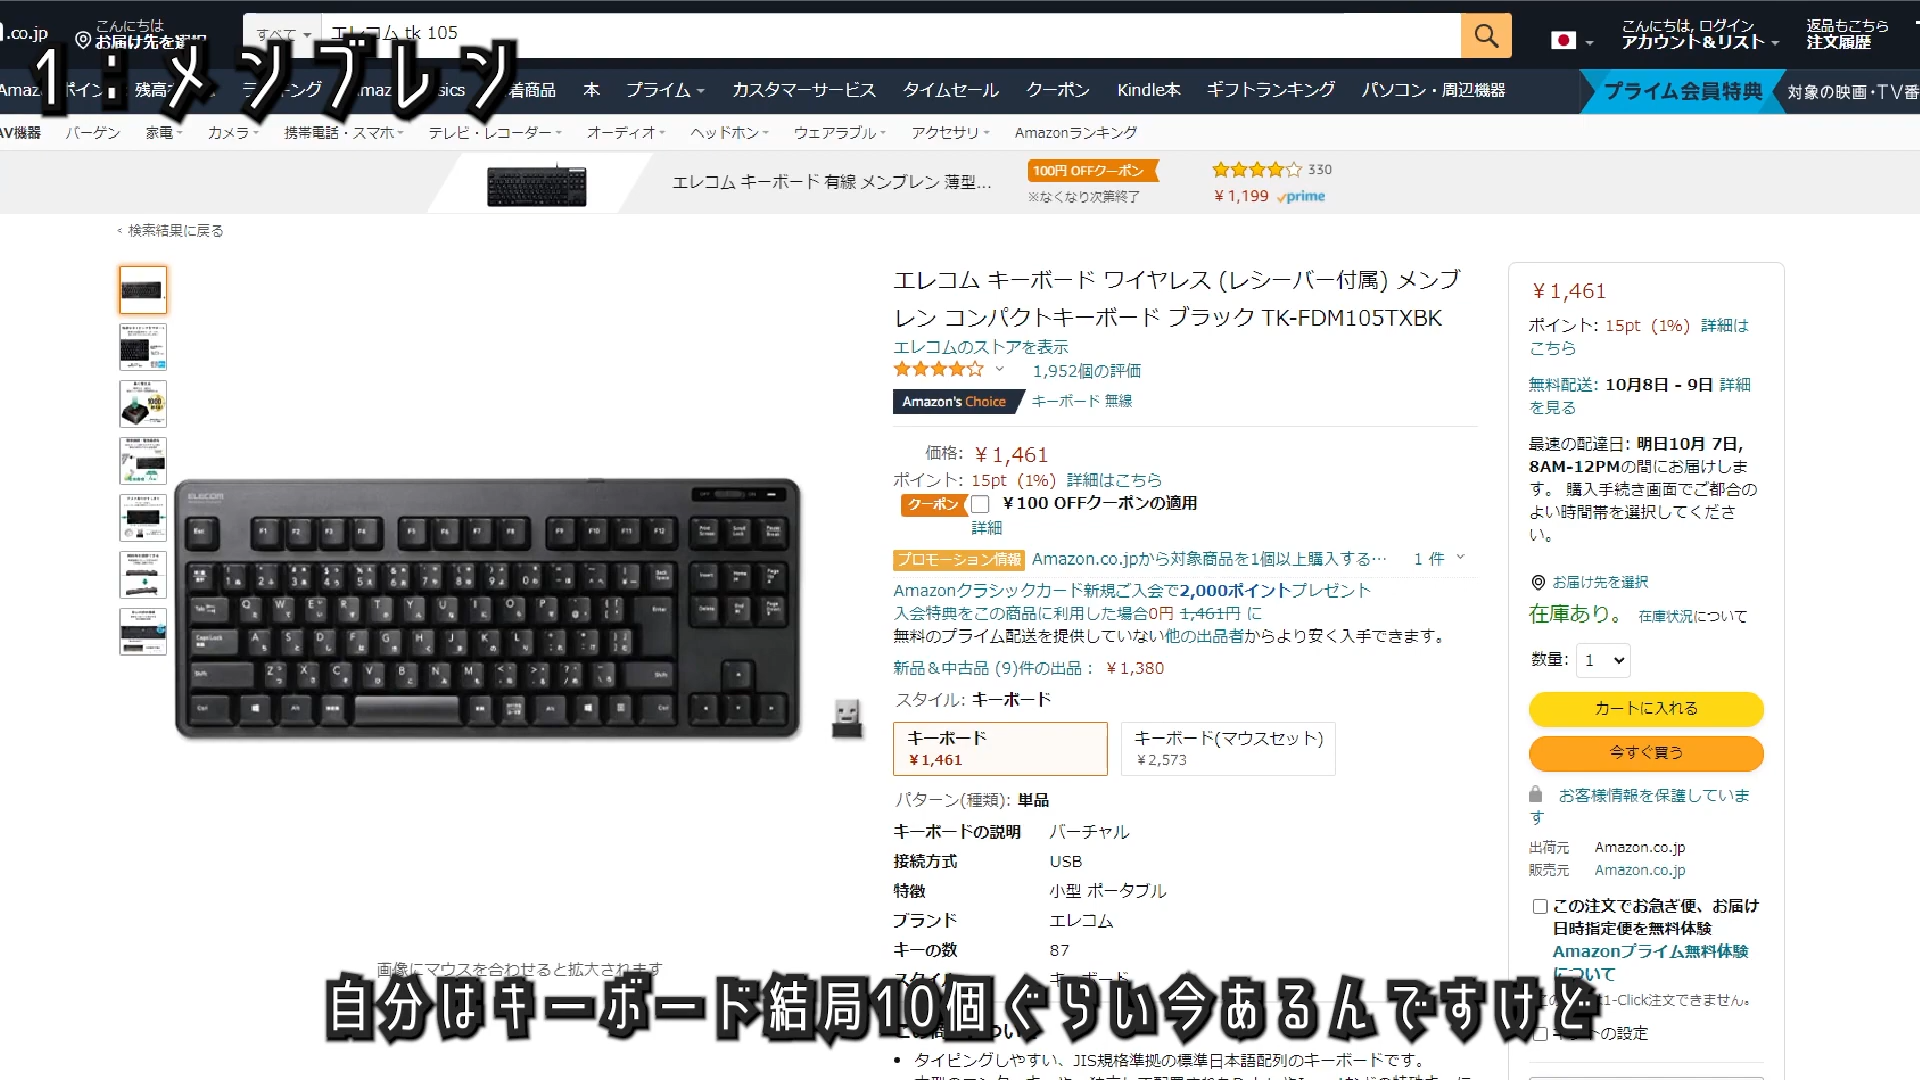 .co.jp
こんにちは
お届け先を選択
すべて
エレコム tk 105
こんにちは, ログイン
アカウント&リスト
返品もこちら
注文履歴
1:メンブレン
本
プライム
カスタマーサービス
タイムセール
クーポン
Kindle本
ギフトランキング
パソコン・周辺機器
プライム会員特典
対象の映画・TV番
AV機器
バーゲン
家電
カメラ
携帯電話・スマホ
テレビ・レコーダー
オーディオ
ヘッドホン
ウェアラブル
アクセサリ
Amazonランキング
エレコム キーボード 有線 メンブレン 薄型...
100円 OFFクーポン
※なくなり次第終了
330
¥1,199 prime
‹ 検索結果に戻る
エレコム キーボード ワイヤレス (レシーバー付属) メンブ
レン コンパクトキーボード ブラック TK-FDM105TXBK
エレコムのストアを表示
1,952個の評価
Amazon's Choice
キーボード 無線
価格: ¥1,461
ポイント: 15pt (1%) 詳細はこちら
クーポン ¥100 OFFクーポンの適用
詳細
プロモーション情報 Amazon.co.jpから対象商品を1個以上購入する… 1 件
Amazonクラシックカード新規ご入会で2,000ポイントプレゼント
入会特典をこの商品に利用した場合0円 1,461円 に
無料のプライム配送を提供していない他の出品者からより安く入手できます。
新品&中古品 (9)件の出品: ¥1,380
スタイル: キーボード
キーボード
¥1,461
キーボード(マウスセット)
¥2,573
パターン(種類): 単品
キーボードの説明 バーチャル
接続方式 USB
特徴 小型 ポータブル
ブランド エレコム
キーの数 87
スタイル キーボード
タイピングしやすい、JIS規格準拠の標準日本語配列のキーボードです。
¥1,461
ポイント: 15pt (1%) 詳細は
こちら
無料配送: 10月8日 - 9日 詳細
を見る
最速の配達日: 明日10月 7日,
8AM-12PMの間にお届けしま
す。 購入手続き画面でご都合の
よい時間帯を選択してくださ
い。
お届け先を選択
在庫あり。 在庫状況について
数量: 1
カートに入れる
今すぐ買う
お客様情報を保護していま
す
出荷元 Amazon.co.jp
販売元 Amazon.co.jp
この注文でお急ぎ便、お届け
日時指定便を無料体験
Amazonプライム無料体験
について
1-Click注文できません。
の設定
ELECOM
画像にマウスを合わせると拡大されます
自分はキーボード結局10個ぐらい今あるんですけど